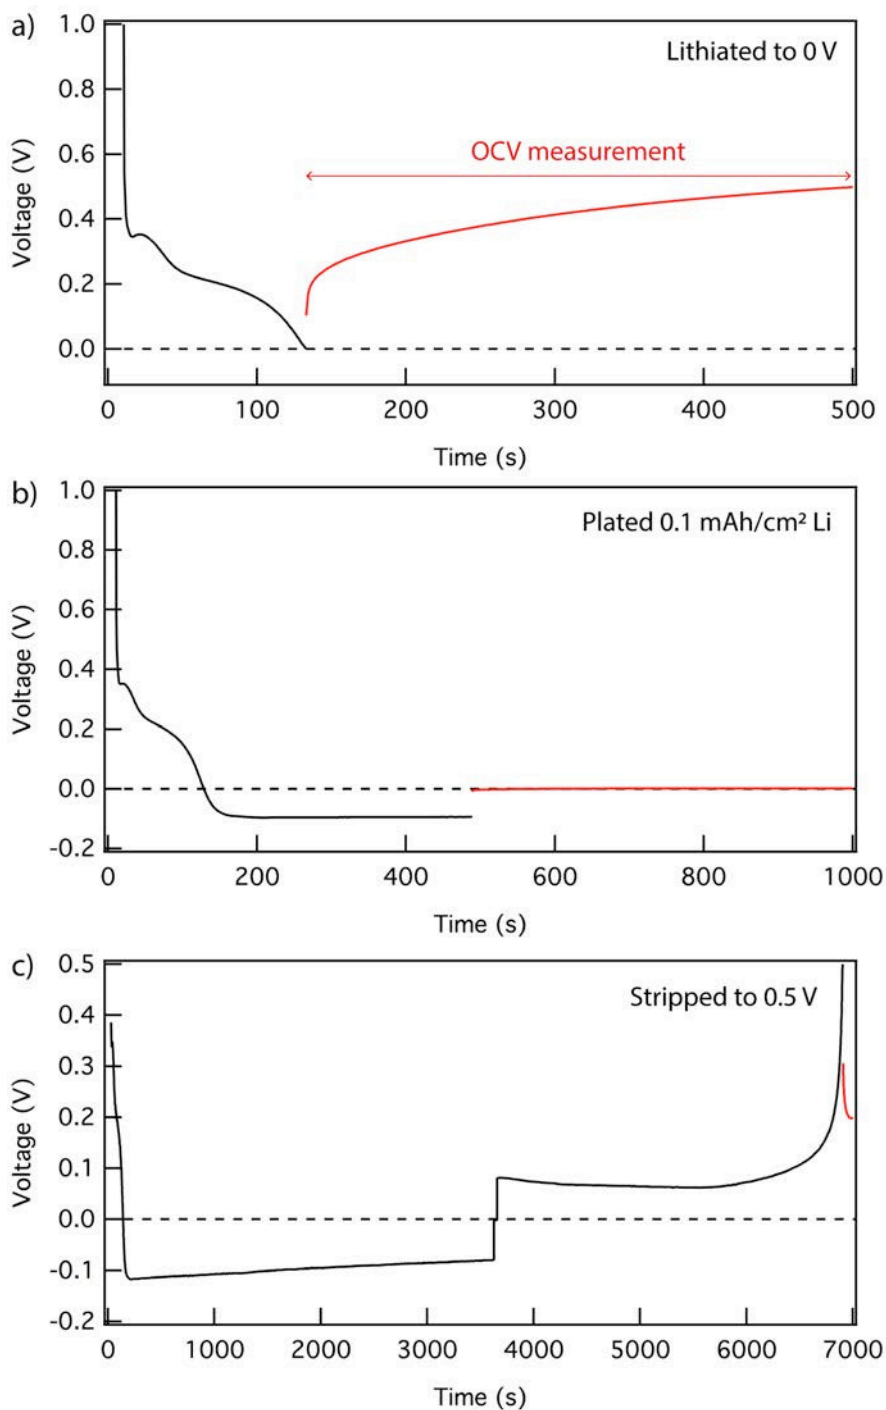 a)
1.0
0.8
0.6
0.4
0.2
0.0
Voltage (V)
Lithiated to 0 V
OCV measurement
0 100 200 300 400 500
Time (s)
b)
1.0
0.8
0.6
0.4
0.2
0.0
-0.2
Voltage (V)
Plated 0.1 mAh/cm² Li
0 200 400 600 800 1000
Time (s)
c)
0.5
0.4
0.3
0.2
0.1
0.0
-0.1
-0.2
Voltage (V)
Stripped to 0.5 V
0 1000 2000 3000 4000 5000 6000 7000
Time (s)